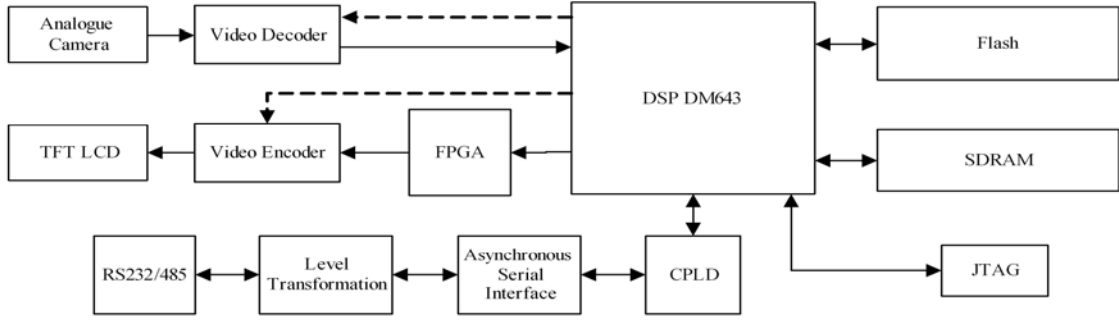 Analogue
Camera
Video Decoder
DSP DM643
Flash
TFT LCD
Video Encoder
FPGA
SDRAM
RS232/485
Level
Transformation
Asynchronous
Serial
Interface
CPLD
JTAG